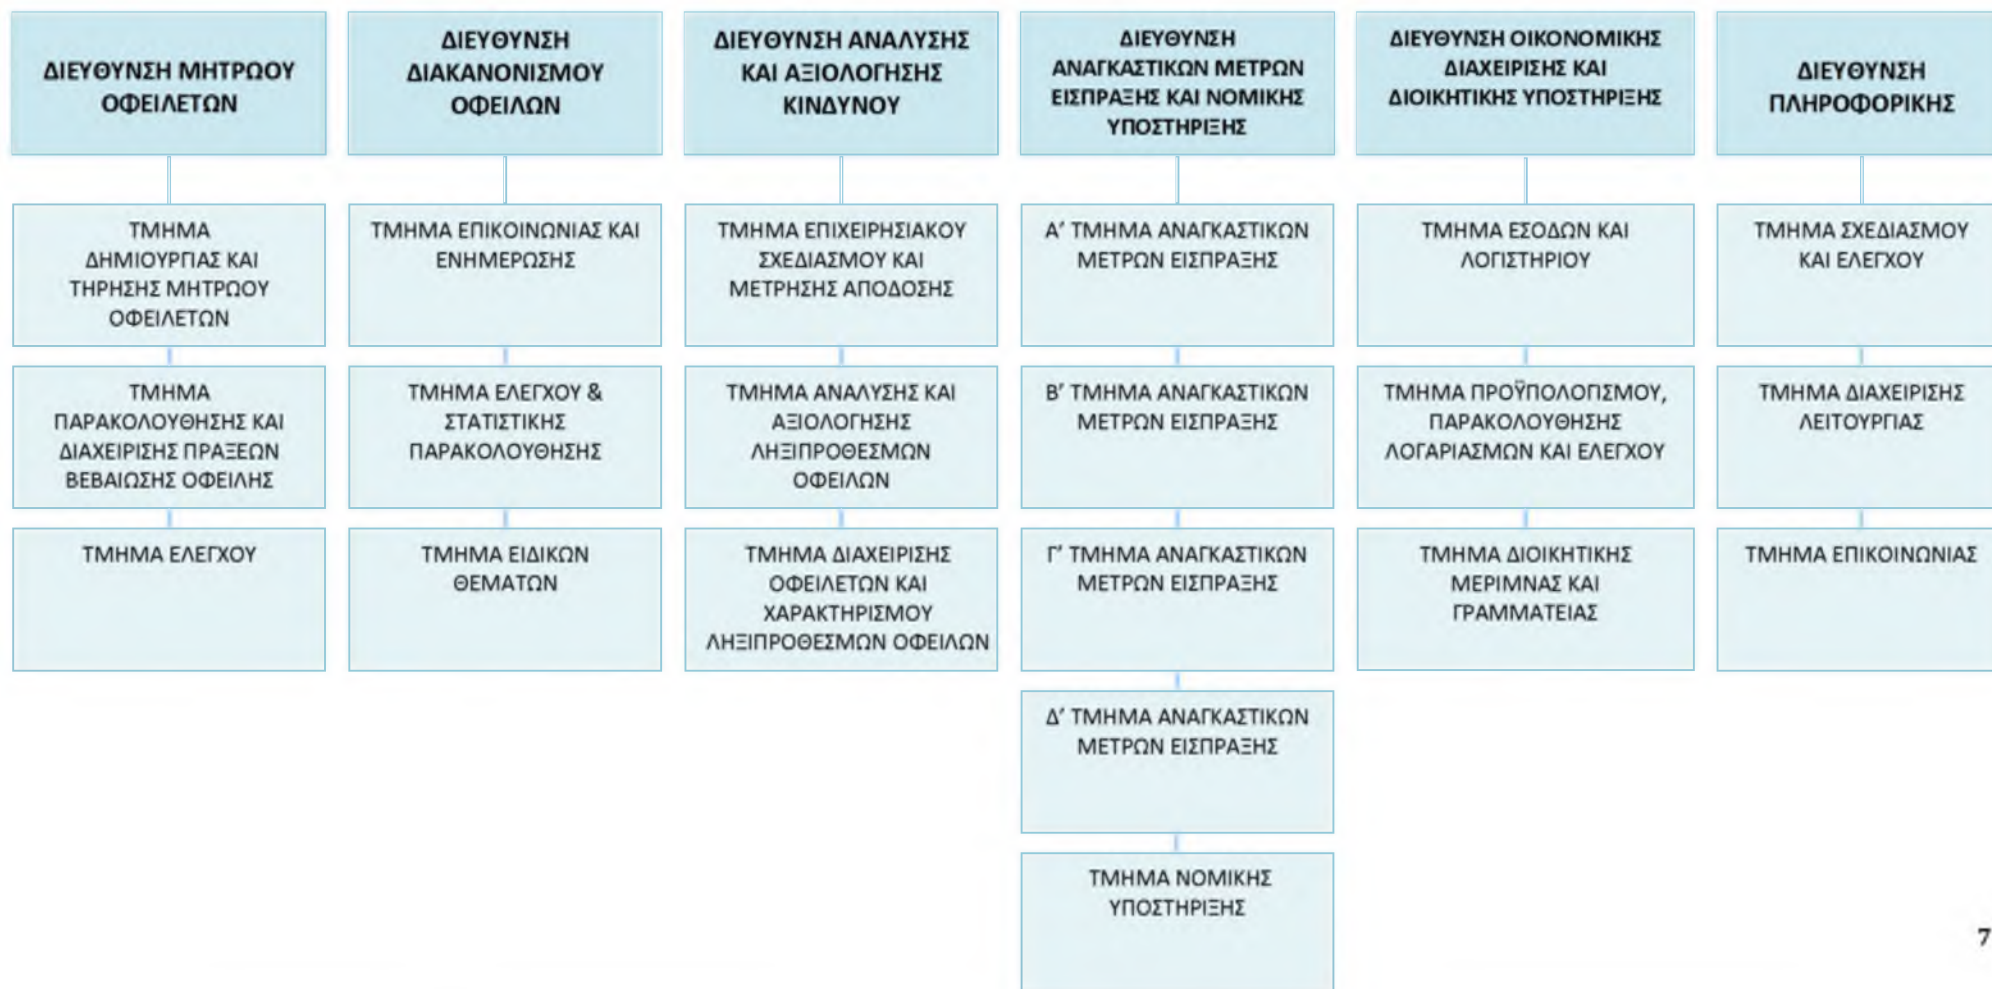 ΔΙΕΥΘΥΝΣΗ ΜΗΤΡΩΟΥ
ΟΦΕΙΛΕΤΩΝ
ΤΜΗΜΑ
ΔΗΜΙΟΥΡΓΙΑΣ ΚΑΙ
ΤΗΡΗΣΗΣ ΜΗΤΡΩΟΥ
ΟΦΕΙΛΕΤΩΝ
ΤΜΗΜΑ
ΠΑΡΑΚΟΛΟΥΘΗΣΗΣ ΚΑΙ
ΔΙΑΧΕΙΡΙΣΗΣ ΠΡΑΞΕΩΝ
ΒΕΒΑΙΩΣΗΣ ΟΦΕΙΛΗΣ
ΤΜΗΜΑ ΕΛΕΓΧΟΥ
ΔΙΕΥΘΥΝΣΗ
ΔΙΑΚΑΝΟΝΙΣΜΟΥ
ΟΦΕΙΛΩΝ
ΤΜΗΜΑ ΕΠΙΚΟΙΝΩΝΙΑΣ ΚΑΙ
ΕΝΗΜΕΡΩΣΗΣ
ΤΜΗΜΑ ΕΛΕΓΧΟΥ &
ΣΤΑΤΙΣΤΙΚΗΣ
ΠΑΡΑΚΟΛΟΥΘΗΣΗΣ
ΤΜΗΜΑ ΕΙΔΙΚΩΝ
ΘΕΜΑΤΩΝ
ΔΙΕΥΘΥΝΣΗ ΑΝΑΛΥΣΗΣ
ΚΑΙ ΑΞΙΟΛΟΓΗΣΗΣ
ΚΙΝΔΥΝΟΥ
ΤΜΗΜΑ ΕΠΙΧΕΙΡΗΣΙΑΚΟΥ
ΣΧΕΔΙΑΣΜΟΥ ΚΑΙ
ΜΕΤΡΗΣΗΣ ΑΠΟΔΟΣΗΣ
ΤΜΗΜΑ ΑΝΑΛΥΣΗΣ ΚΑΙ
ΑΞΙΟΛΟΓΗΣΗΣ
ΛΗΞΙΠΡΟΘΕΣΜΩΝ
ΟΦΕΙΛΩΝ
ΤΜΗΜΑ ΔΙΑΧΕΙΡΙΣΗΣ
ΟΦΕΙΛΕΤΩΝ ΚΑΙ
ΧΑΡΑΚΤΗΡΙΣΜΟΥ
ΛΗΞΙΠΡΟΘΕΣΜΩΝ ΟΦΕΙΛΩΝ
ΔΙΕΥΘΥΝΣΗ
ΑΝΑΓΚΑΣΤΙΚΩΝ ΜΕΤΡΩΝ
ΕΙΣΠΡΑΞΗΣ ΚΑΙ ΝΟΜΙΚΗΣ
ΥΠΟΣΤΗΡΙΞΗΣ
Α’ ΤΜΗΜΑ ΑΝΑΓΚΑΣΤΙΚΩΝ
ΜΕΤΡΩΝ ΕΙΣΠΡΑΞΗΣ
Β’ ΤΜΗΜΑ ΑΝΑΓΚΑΣΤΙΚΩΝ
ΜΕΤΡΩΝ ΕΙΣΠΡΑΞΗΣ
Γ’ ΤΜΗΜΑ ΑΝΑΓΚΑΣΤΙΚΩΝ
ΜΕΤΡΩΝ ΕΙΣΠΡΑΞΗΣ
Δ’ ΤΜΗΜΑ ΑΝΑΓΚΑΣΤΙΚΩΝ
ΜΕΤΡΩΝ ΕΙΣΠΡΑΞΗΣ
ΤΜΗΜΑ ΝΟΜΙΚΗΣ
ΥΠΟΣΤΗΡΙΞΗΣ
ΔΙΕΥΘΥΝΣΗ ΟΙΚΟΝΟΜΙΚΗΣ
ΔΙΑΧΕΙΡΙΣΗΣ ΚΑΙ
ΔΙΟΙΚΗΤΙΚΗΣ ΥΠΟΣΤΗΡΙΞΗΣ
ΤΜΗΜΑ ΕΣΟΔΩΝ ΚΑΙ
ΛΟΓΙΣΤΗΡΙΟΥ
ΤΜΗΜΑ ΠΡΟΫΠΟΛΟΓΙΣΜΟΥ,
ΠΑΡΑΚΟΛΟΥΘΗΣΗΣ
ΛΟΓΑΡΙΑΣΜΩΝ ΚΑΙ ΕΛΕΓΧΟΥ
ΤΜΗΜΑ ΔΙΟΙΚΗΤΙΚΗΣ
ΜΕΡΙΜΝΑΣ ΚΑΙ
ΓΡΑΜΜΑΤΕΙΑΣ
ΔΙΕΥΘΥΝΣΗ
ΠΛΗΡΟΦΟΡΙΚΗΣ
ΤΜΗΜΑ ΣΧΕΔΙΑΣΜΟΥ
ΚΑΙ ΕΛΕΓΧΟΥ
ΤΜΗΜΑ ΔΙΑΧΕΙΡΙΣΗΣ
ΛΕΙΤΟΥΡΓΙΑΣ
ΤΜΗΜΑ ΕΠΙΚΟΙΝΩΝΙΑΣ
7